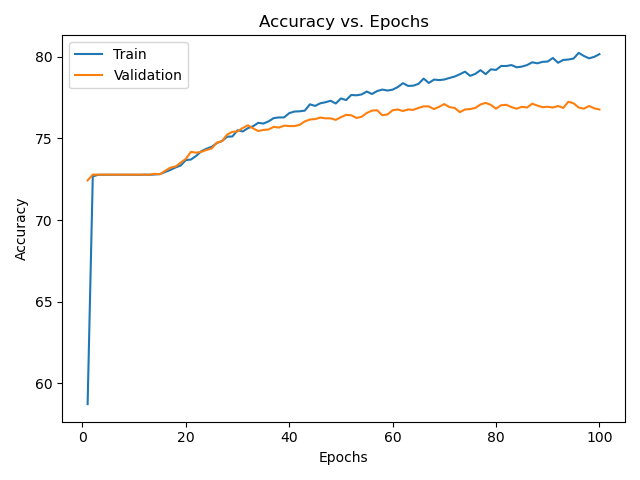 Accuracy vs. Epochs
Train
Validation
80
75
70
65
60
Accuracy
0 20 40 60 80 100
Epochs